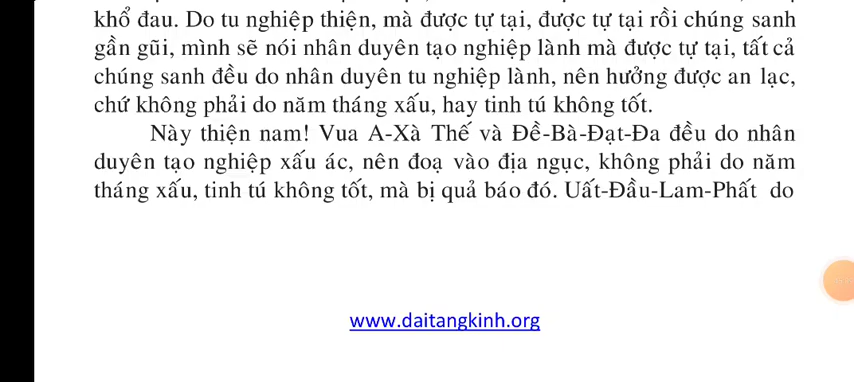 khổ đau. Do tu nghiệp thiện, mà được tự tại, được tự tại rồi chúng sanh
gần gũi, mình sẽ nói nhân duyên tạo nghiệp lành mà được tự tại, tất cả
chúng sanh đều do nhân duyên tu nghiệp lành, nên hưởng được an lạc,
chứ không phải do năm tháng xấu, hay tinh tú không tốt.
Này thiện nam! Vua A-Xà Thế và Đề-Bà-Đạt-Đa đều do nhân
duyên tạo nghiệp xấu ác, nên đoạ vào địa ngục, không phải do năm
tháng xấu, tinh tú không tốt, mà bị quả báo đó. Uất-Đầu-Lam-Phất do
www.daitangkinh.org